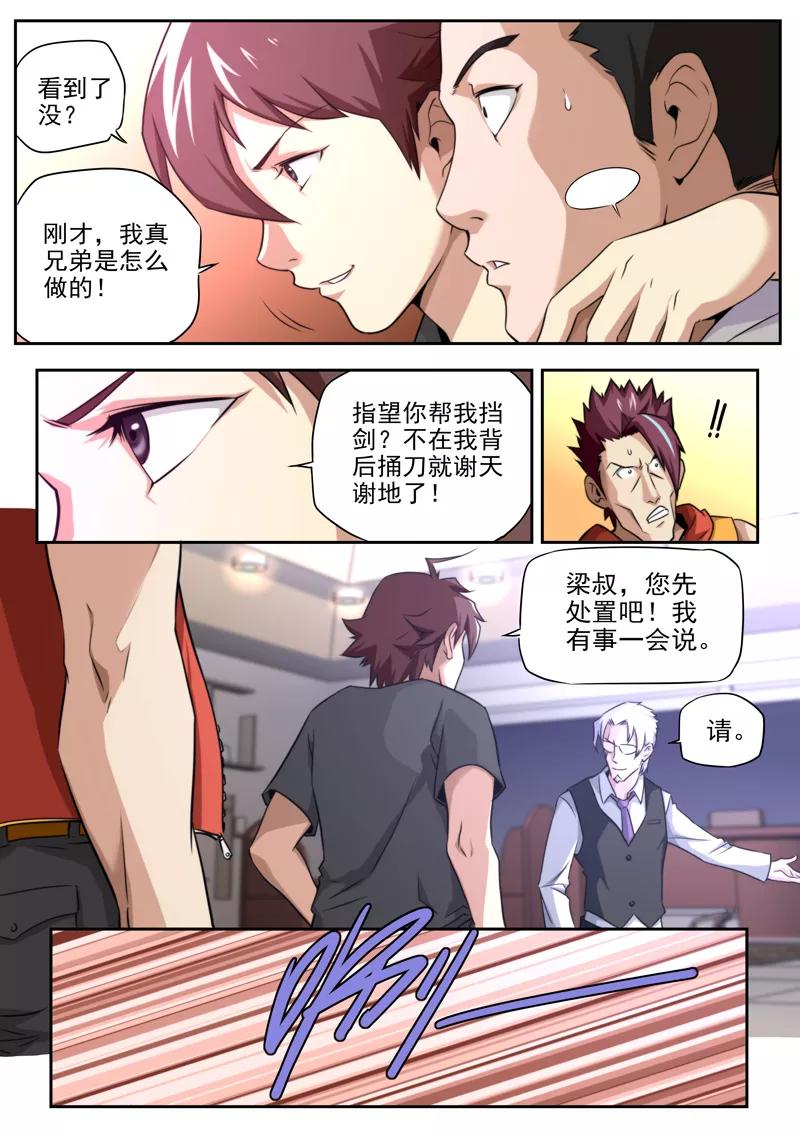 看到了
没？
刚才，我真
兄弟是怎么
做的！
指望你帮我挡
剑？不在我背
后捅刀就谢天
谢地了！
!!
梁叔，您先
处置吧！我
有事一会说。
请。